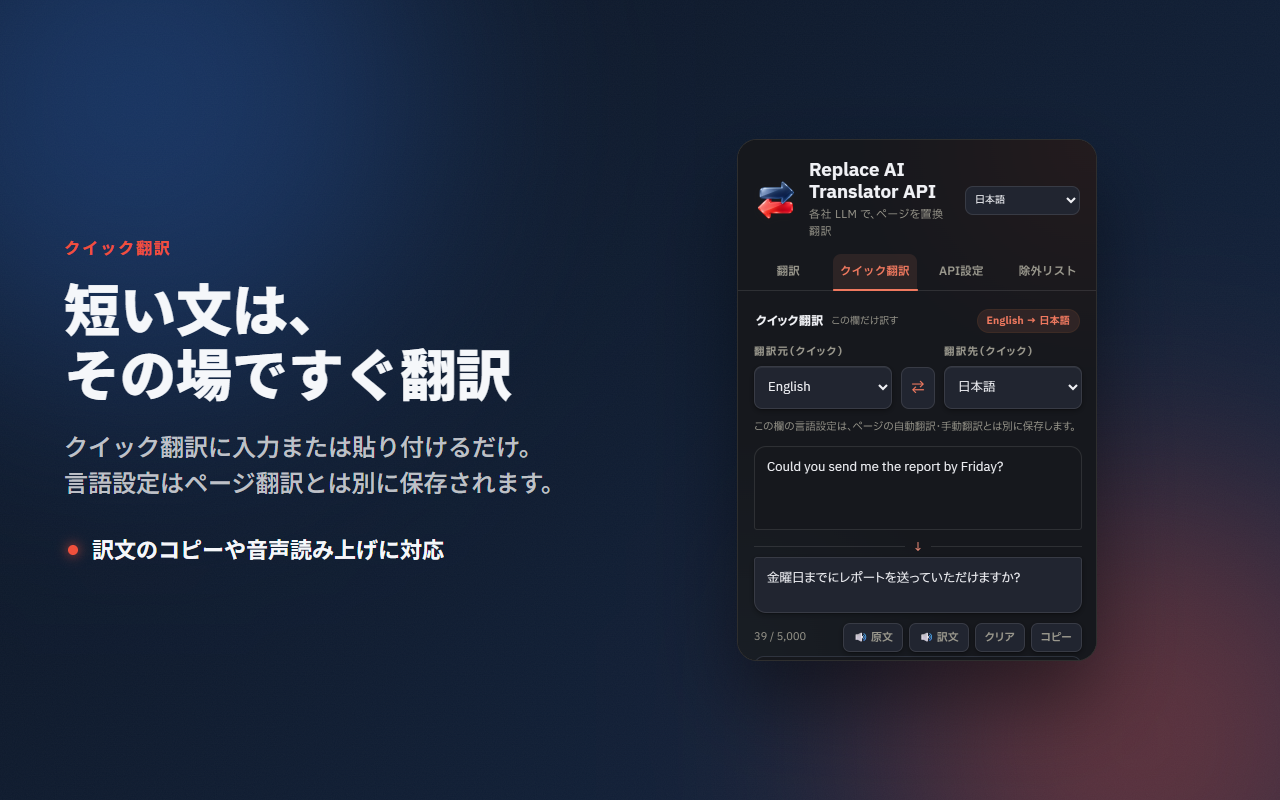 クイック翻訳
短い文は、
その場ですぐ翻訳
クイック翻訳に入力または貼り付けるだけ。
言語設定はページ翻訳とは別に保存されます。
訳文のコピーや音声読み上げに対応
Replace AI
Translator API
各社 LLM で、ページを置換
翻訳
日本語
翻訳 クイック翻訳 API設定 除外リスト
クイック翻訳 この欄だけ訳す English → 日本語
翻訳元（クイック） 翻訳先（クイック）
English ⇄ 日本語
この欄の言語設定は、ページの自動翻訳・手動翻訳とは別に保存します。
Could you send me the report by Friday?
↓
金曜日までにレポートを送っていただけますか?
39 / 5,000 原文 訳文 クリア コピー